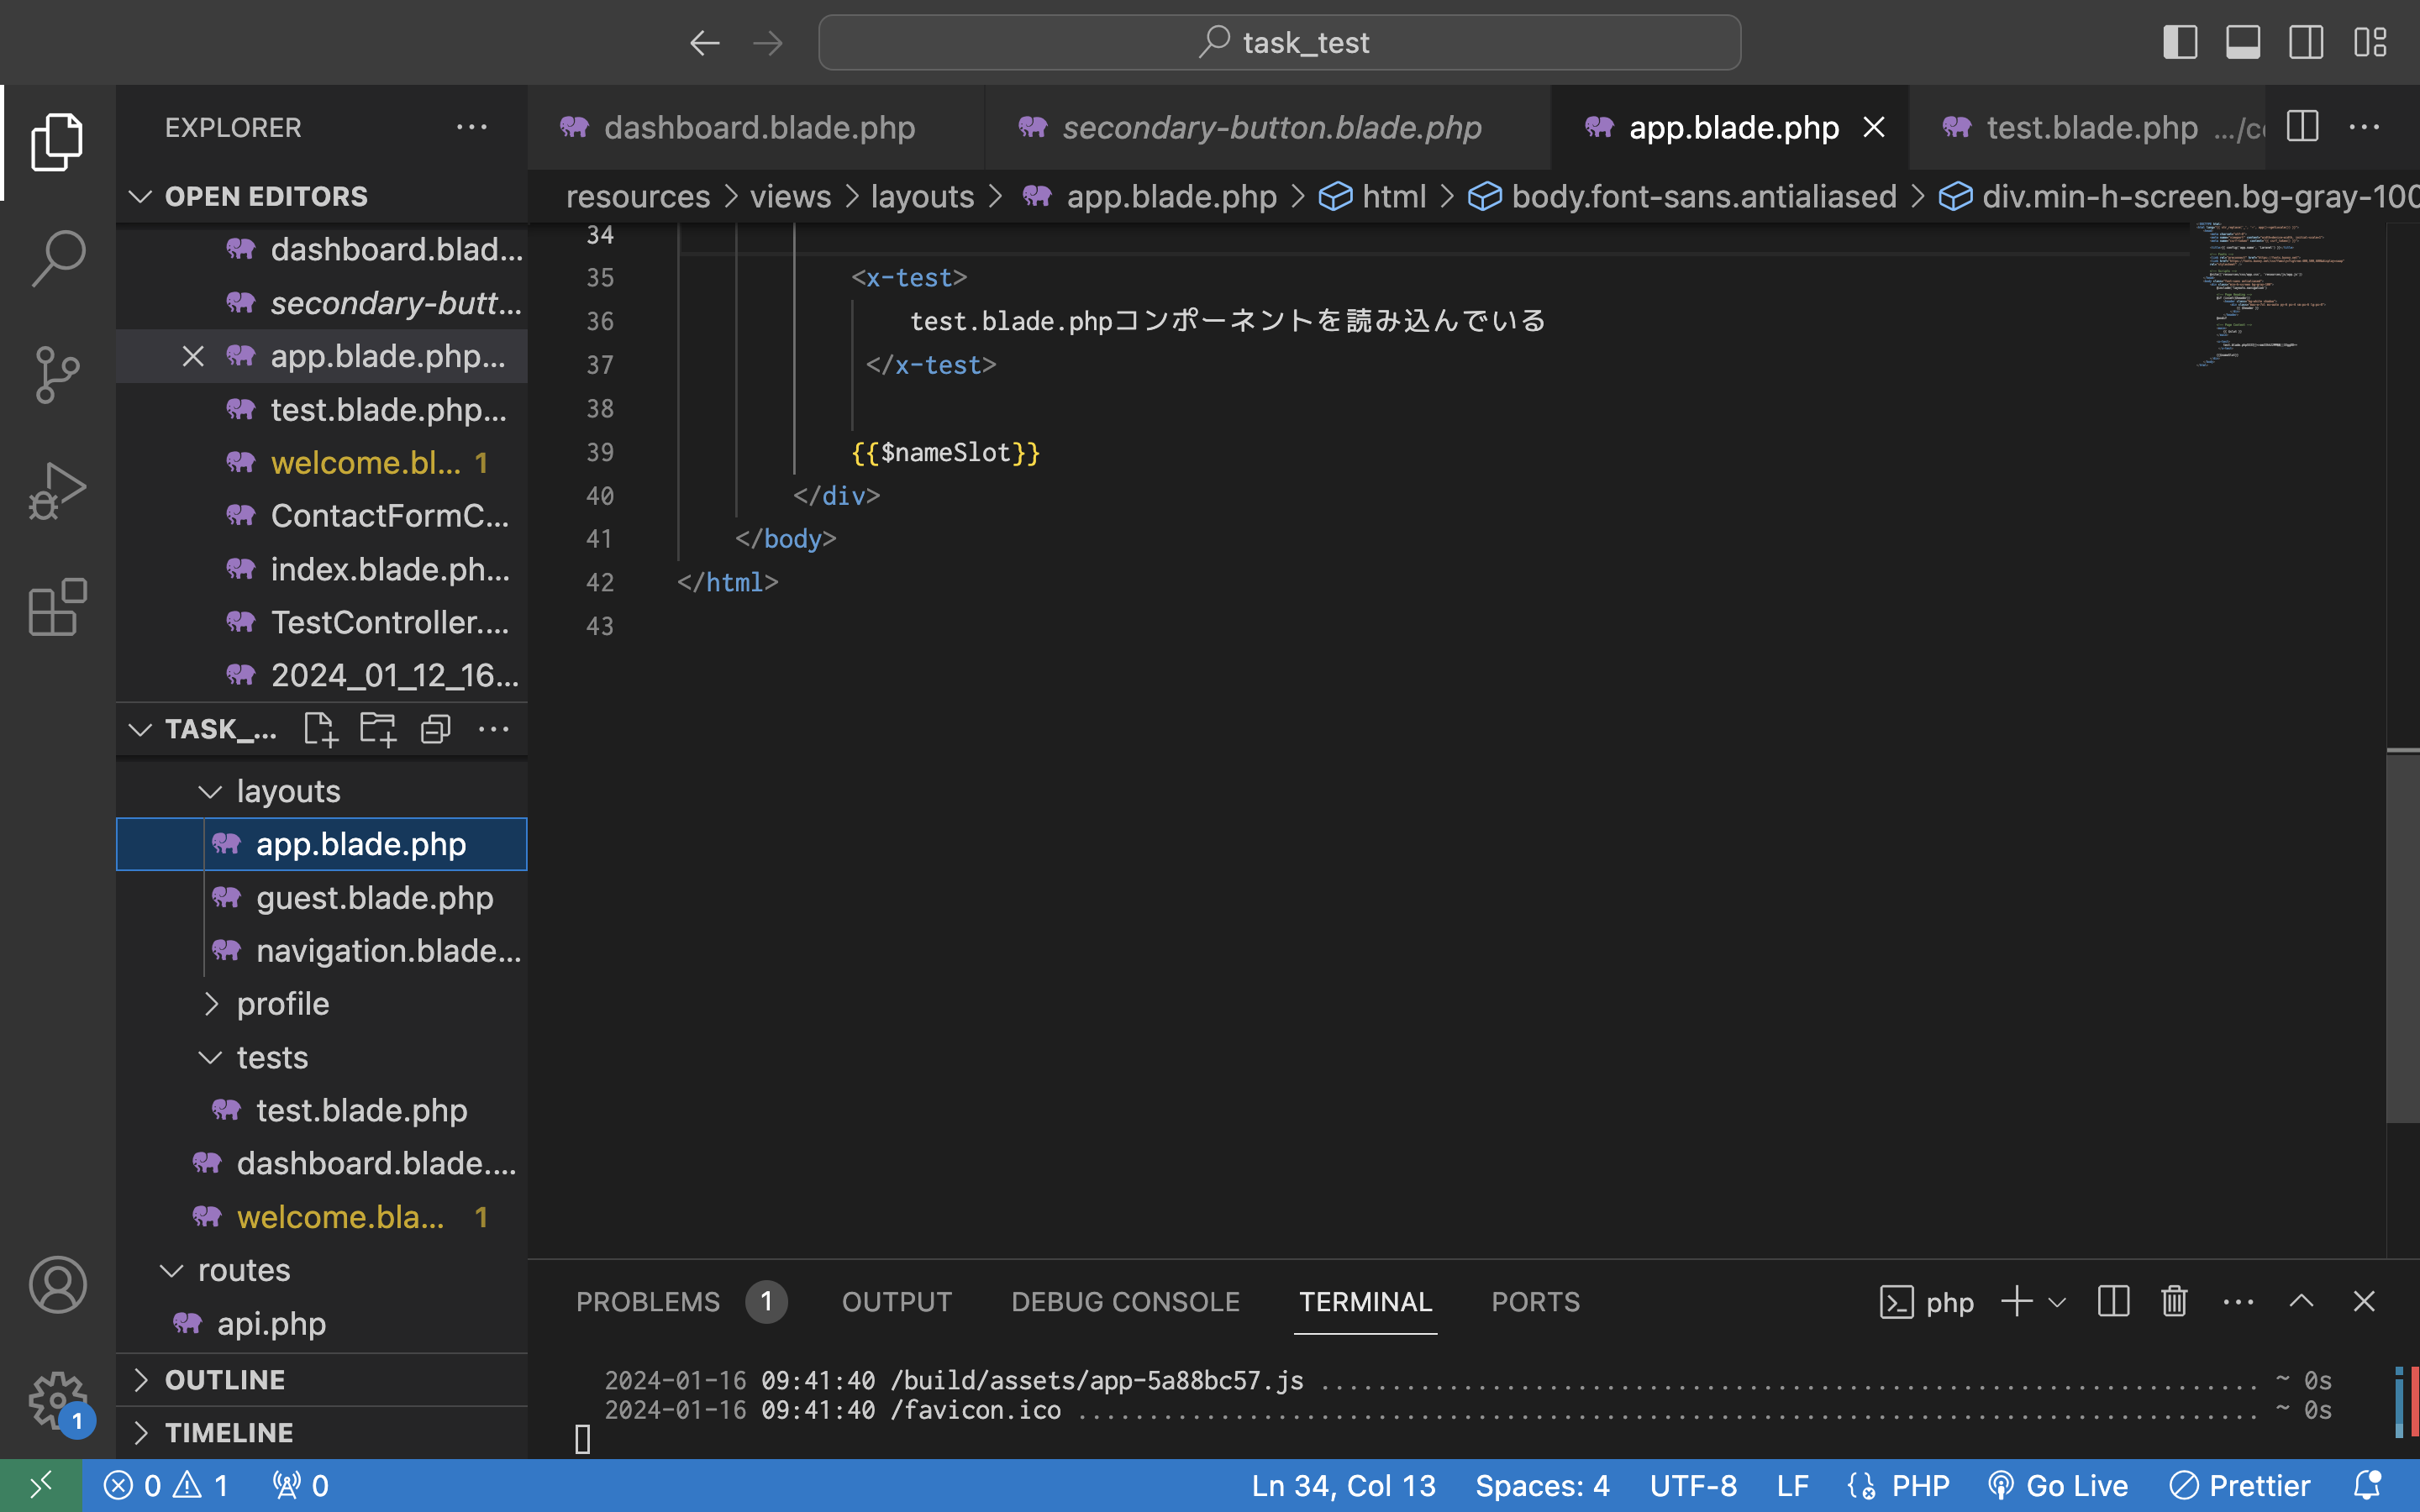 task_test
EXPLORER
OPEN EDITORS
dashboard.blad...
secondary-butt...
app.blade.php...
test.blade.php...
welcome.bl... 1
ContactFormC...
index.blade.ph...
TestController....
2024_01_12_16...
TASK_...
layouts
app.blade.php
guest.blade.php
navigation.blade...
profile
tests
test.blade.php
dashboard.blade....
welcome.bla... 1
routes
api.php
OUTLINE
TIMELINE
dashboard.blade.php secondary-button.blade.php app.blade.php test.blade.php .../co
resources > views > layouts > app.blade.php > html > body.font-sans.antialiased > div.min-h-screen.bg-gray-100
34
35 <x-test>
36 test.blade.phpコンポーネントを読み込んでいる
37 </x-test>
38
39 {{$nameSlot}}
40 </div>
41 </body>
42 </html>
43
PROBLEMS 1 OUTPUT DEBUG CONSOLE TERMINAL PORTS php
2024-01-16 09:41:40 /build/assets/app-5a88bc57.js ~ 0s
2024-01-16 09:41:40 /favicon.ico ~ 0s
1
0 1 0 Ln 34, Col 13 Spaces: 4 UTF-8 LF PHP Go Live Prettier